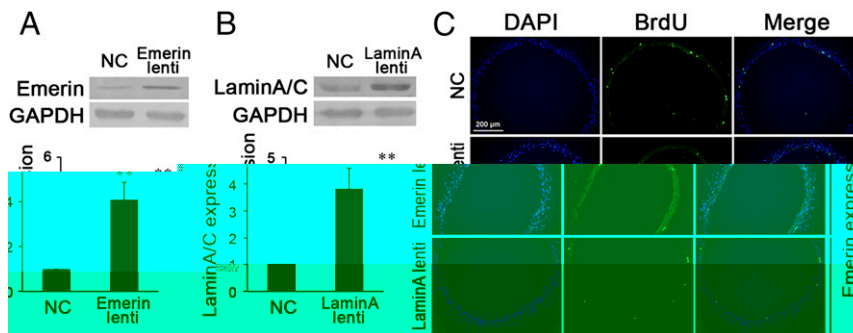 A
NC Emerin lenti
Emerin
GAPDH
6
**
4
2
0
NC Emerin lenti
B
NC LaminA lenti
LaminA/C
GAPDH
5
**
4
3
2
1
0
LaminA/C express
NC LaminA lenti
C
DAPI BrdU Merge
NC
200 μm
Emerin le
LaminA lenti
Emerin express